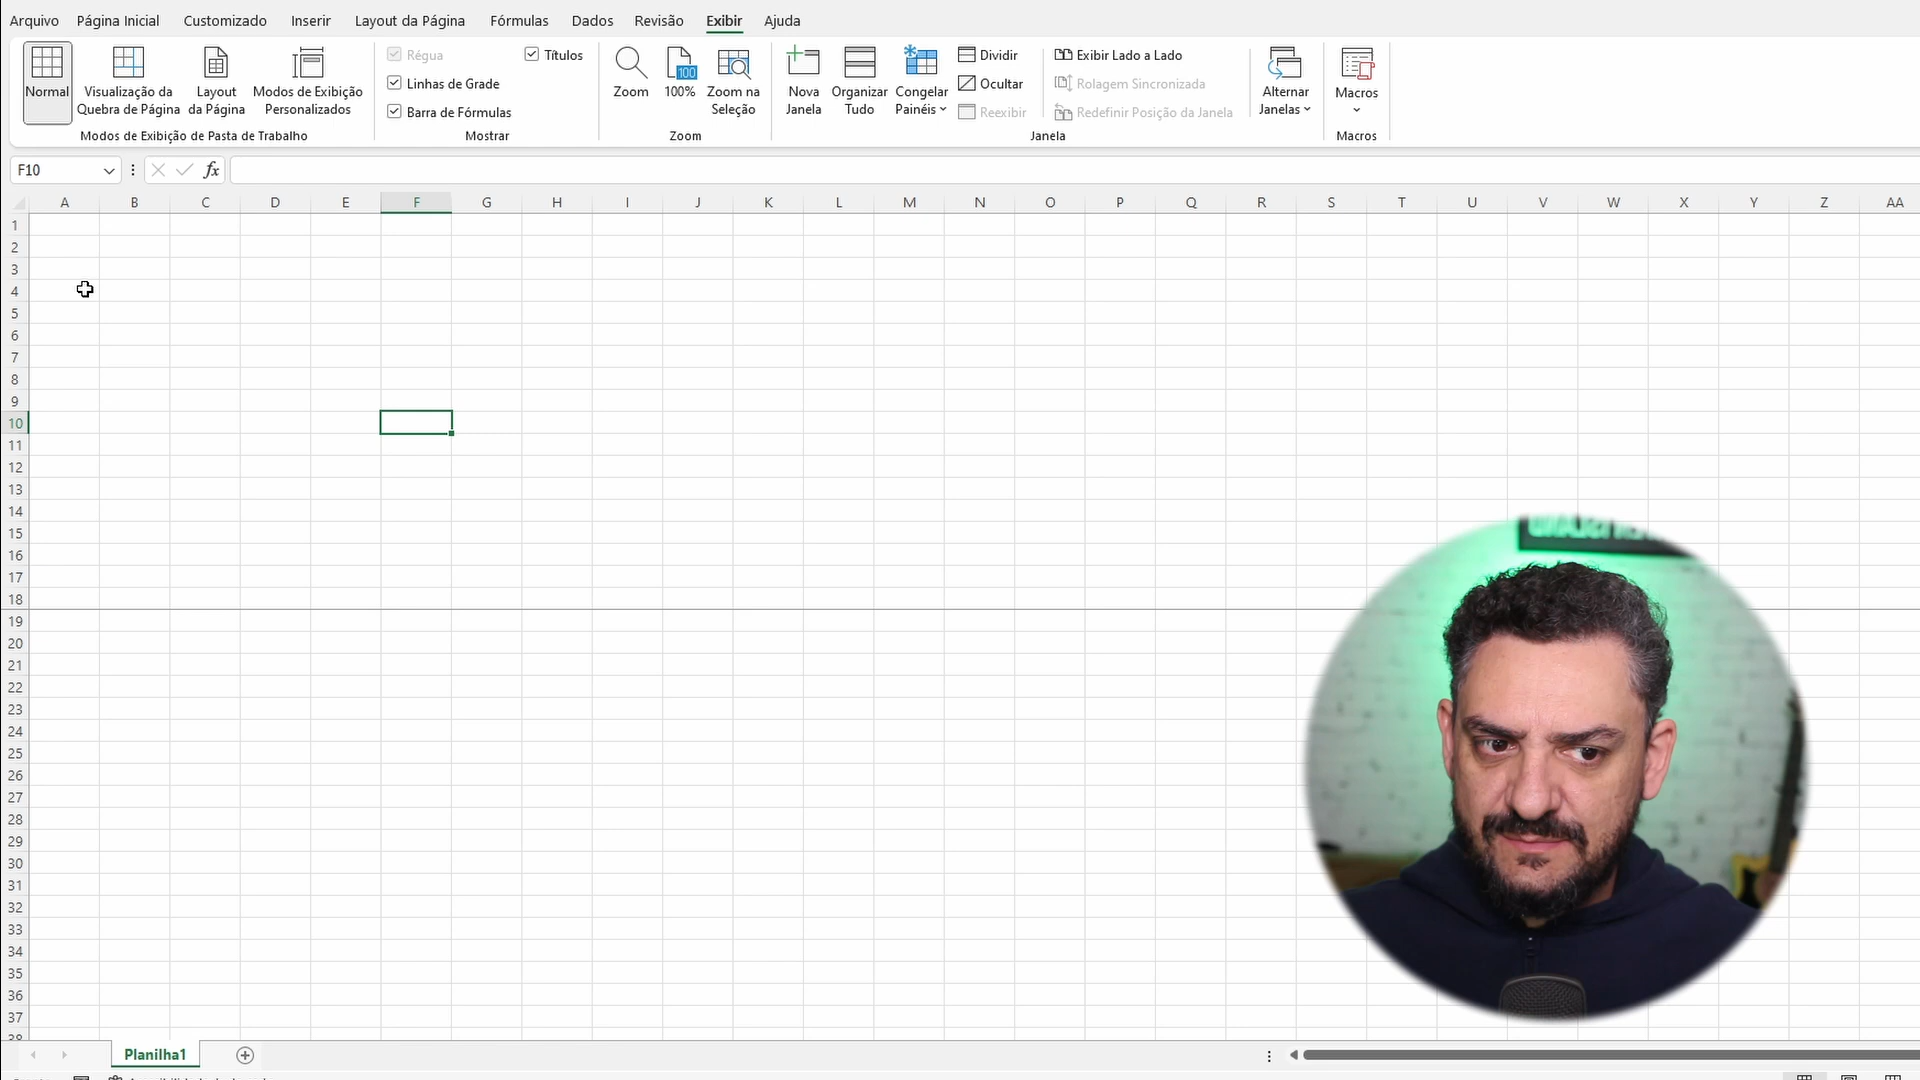 Arquivo Página Inicial Customizado Inserir Layout da Página Fórmulas Dados Revisão Exibir Ajuda
Normal
Visualização da
Quebra de Página
Layout
da Página
Modos de Exibição
Personalizados
Modos de Exibição de Pasta de Trabalho
Régua
Títulos
Linhas de Grade
Barra de Fórmulas
Mostrar
Zoom
100
100%
Zoom na
Seleção
Zoom
Nova
Janela
Organizar
Tudo
Congelar
Painéis
Dividir
Ocultar
Reexibir
Exibir Lado a Lado
Rolagem Sincronizada
Redefinir Posição da Janela
Janela
Alternar
Janelas
Macros
Macros
F10
fx
A B C D E F G H I J K L M N O P Q R S T U V W X Y Z AA
1
2
3
4
5
6
7
8
9
10
11
12
13
14
15
16
17
18
19
20
21
22
23
24
25
26
27
28
29
30
31
32
33
34
35
36
37
38
Planilha1